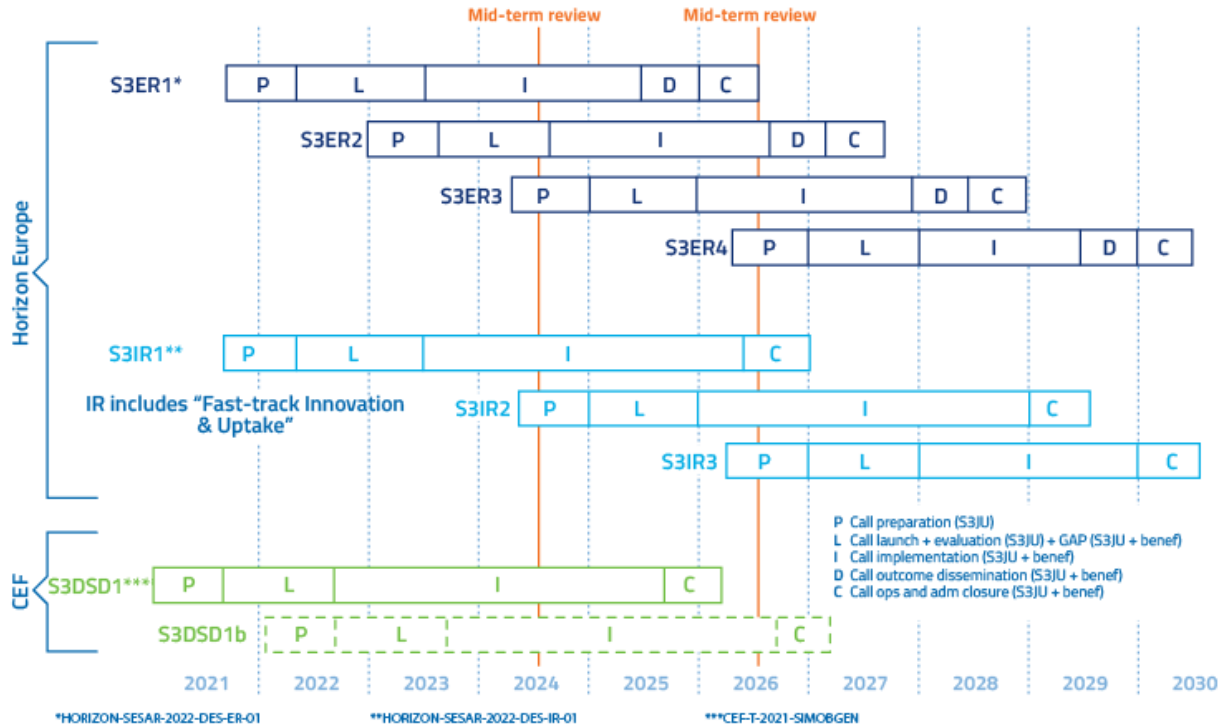 Mid-term review Mid-term review
Horizon Europe
S3ER1* P L I D C
S3ER2 P L I D C
S3ER3 P L I D C
S3ER4 P L I D C
S3IR1** P L I C
IR includes “Fast-track Innovation
& Uptake”
S3IR2 P L I C
S3IR3 P L I C
P Call preparation (S3JU)
L Call launch + evaluation (S3JU) + GAP (S3JU + benef)
I Call implementation (S3JU + benef)
D Call outcome dissemination (S3JU + benef)
C Call ops and adm closure (S3JU + benef)
CEF
S3DSD1*** P L I C
S3DSD1b P L I C
2021 2022 2023 2024 2025 2026 2027 2028 2029 2030
*HORIZON-SESAR-2022-DES-ER-01 **HORIZON-SESAR-2022-DES-IR-01 ***CEF-T-2021-SIMOBGEN